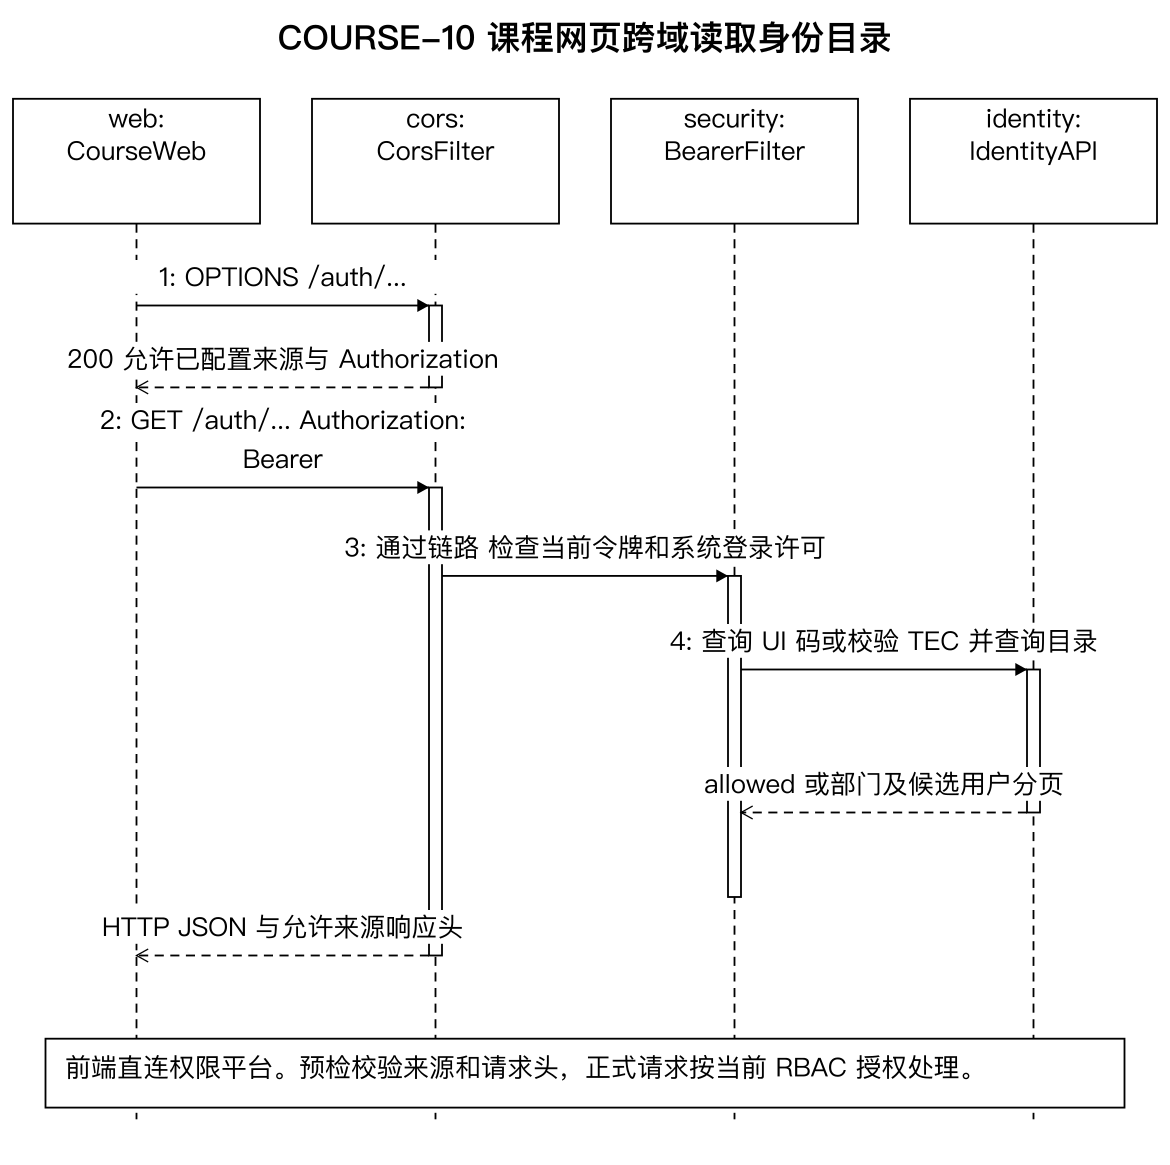 COURSE–10 课程网页跨域读取身份目录
web:
CourseWeb
cors:
CorsFilter
security:
BearerFilter
identity:
IdentityAPI
1: OPTIONS /auth/...
200 允许已配置来源与 Authorization
2: GET /auth/... Authorization:
Bearer
3: 通过链路 检查当前令牌和系统登录许可
4: 查询 UI 码或校验 TEC 并查询目录
allowed 或部门及候选用户分页
HTTP JSON 与允许来源响应头
前端直连权限平台。预检校验来源和请求头，正式请求按当前 RBAC 授权处理。